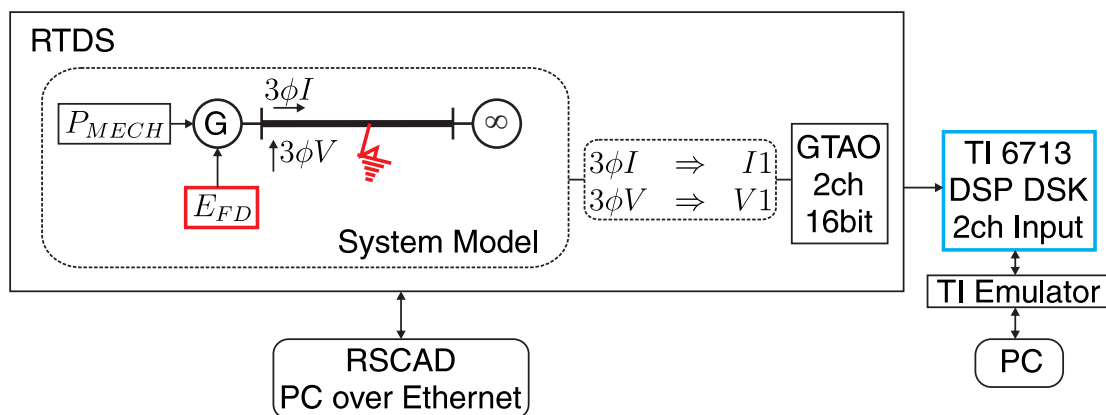 RTDS
3ϕI
P_MECH
G
∞
3ϕV
E_FD
System Model
3ϕI ⇒ I1
3ϕV ⇒ V1
GTAO
2ch
16bit
TI 6713
DSP DSK
2ch Input
TI Emulator
PC
RSCAD
PC over Ethernet